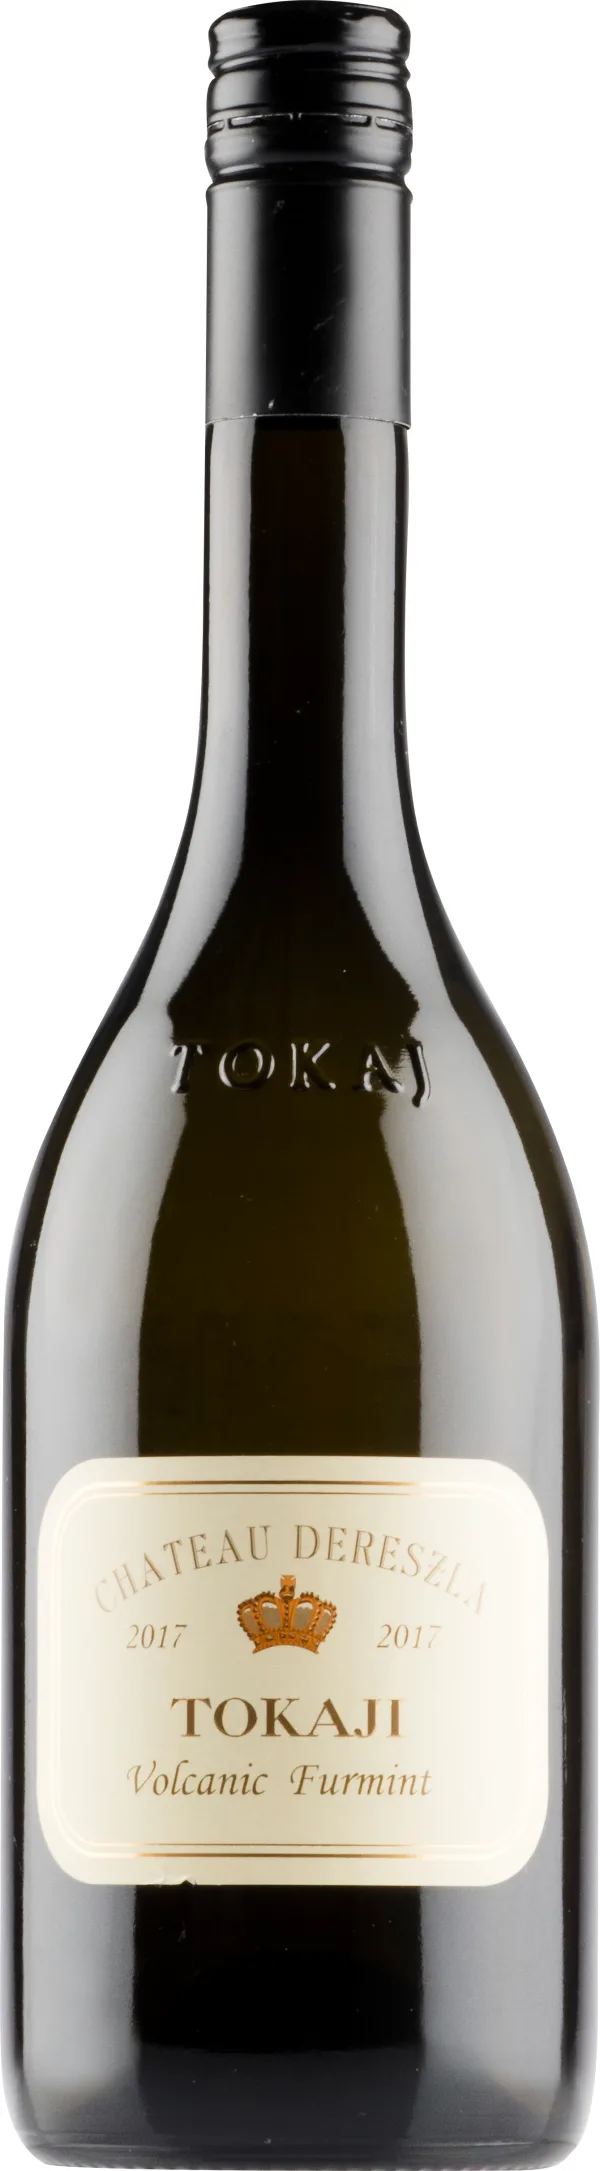 TOKAJ
CHATEAU DERESZLA
2017 2017
TOKAJI
Volcanic Furmint